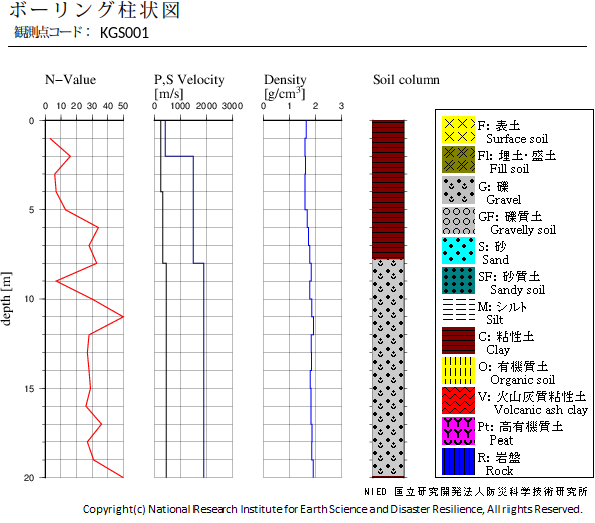 ボーリング柱状図
観測点コード： KGS001
N−Value
P,S Velocity
[m/s]
Density
[g/cm3]
Soil column
0 10 20 30 40 50
0 1000 2000 3000
0 1 2 3
depth [m]
0
5
10
15
20
F: 表土
Surface soil
Fl: 埋土・盛土
Fill soil
G: 礫
Gravel
GF: 礫質土
Gravelly soil
S: 砂
Sand
SF: 砂質土
Sandy soil
M: シルト
Silt
C: 粘性土
Clay
O: 有機質土
Organic soil
V: 火山灰質粘性土
Volcanic ash clay
Pt: 高有機質土
Peat
R: 岩盤
Rock
NIED 国立研究開発法人防災科学技術研究所
Copyright(c) National Research Institute for Earth Science and Disaster Resilience, All rights Reserved.